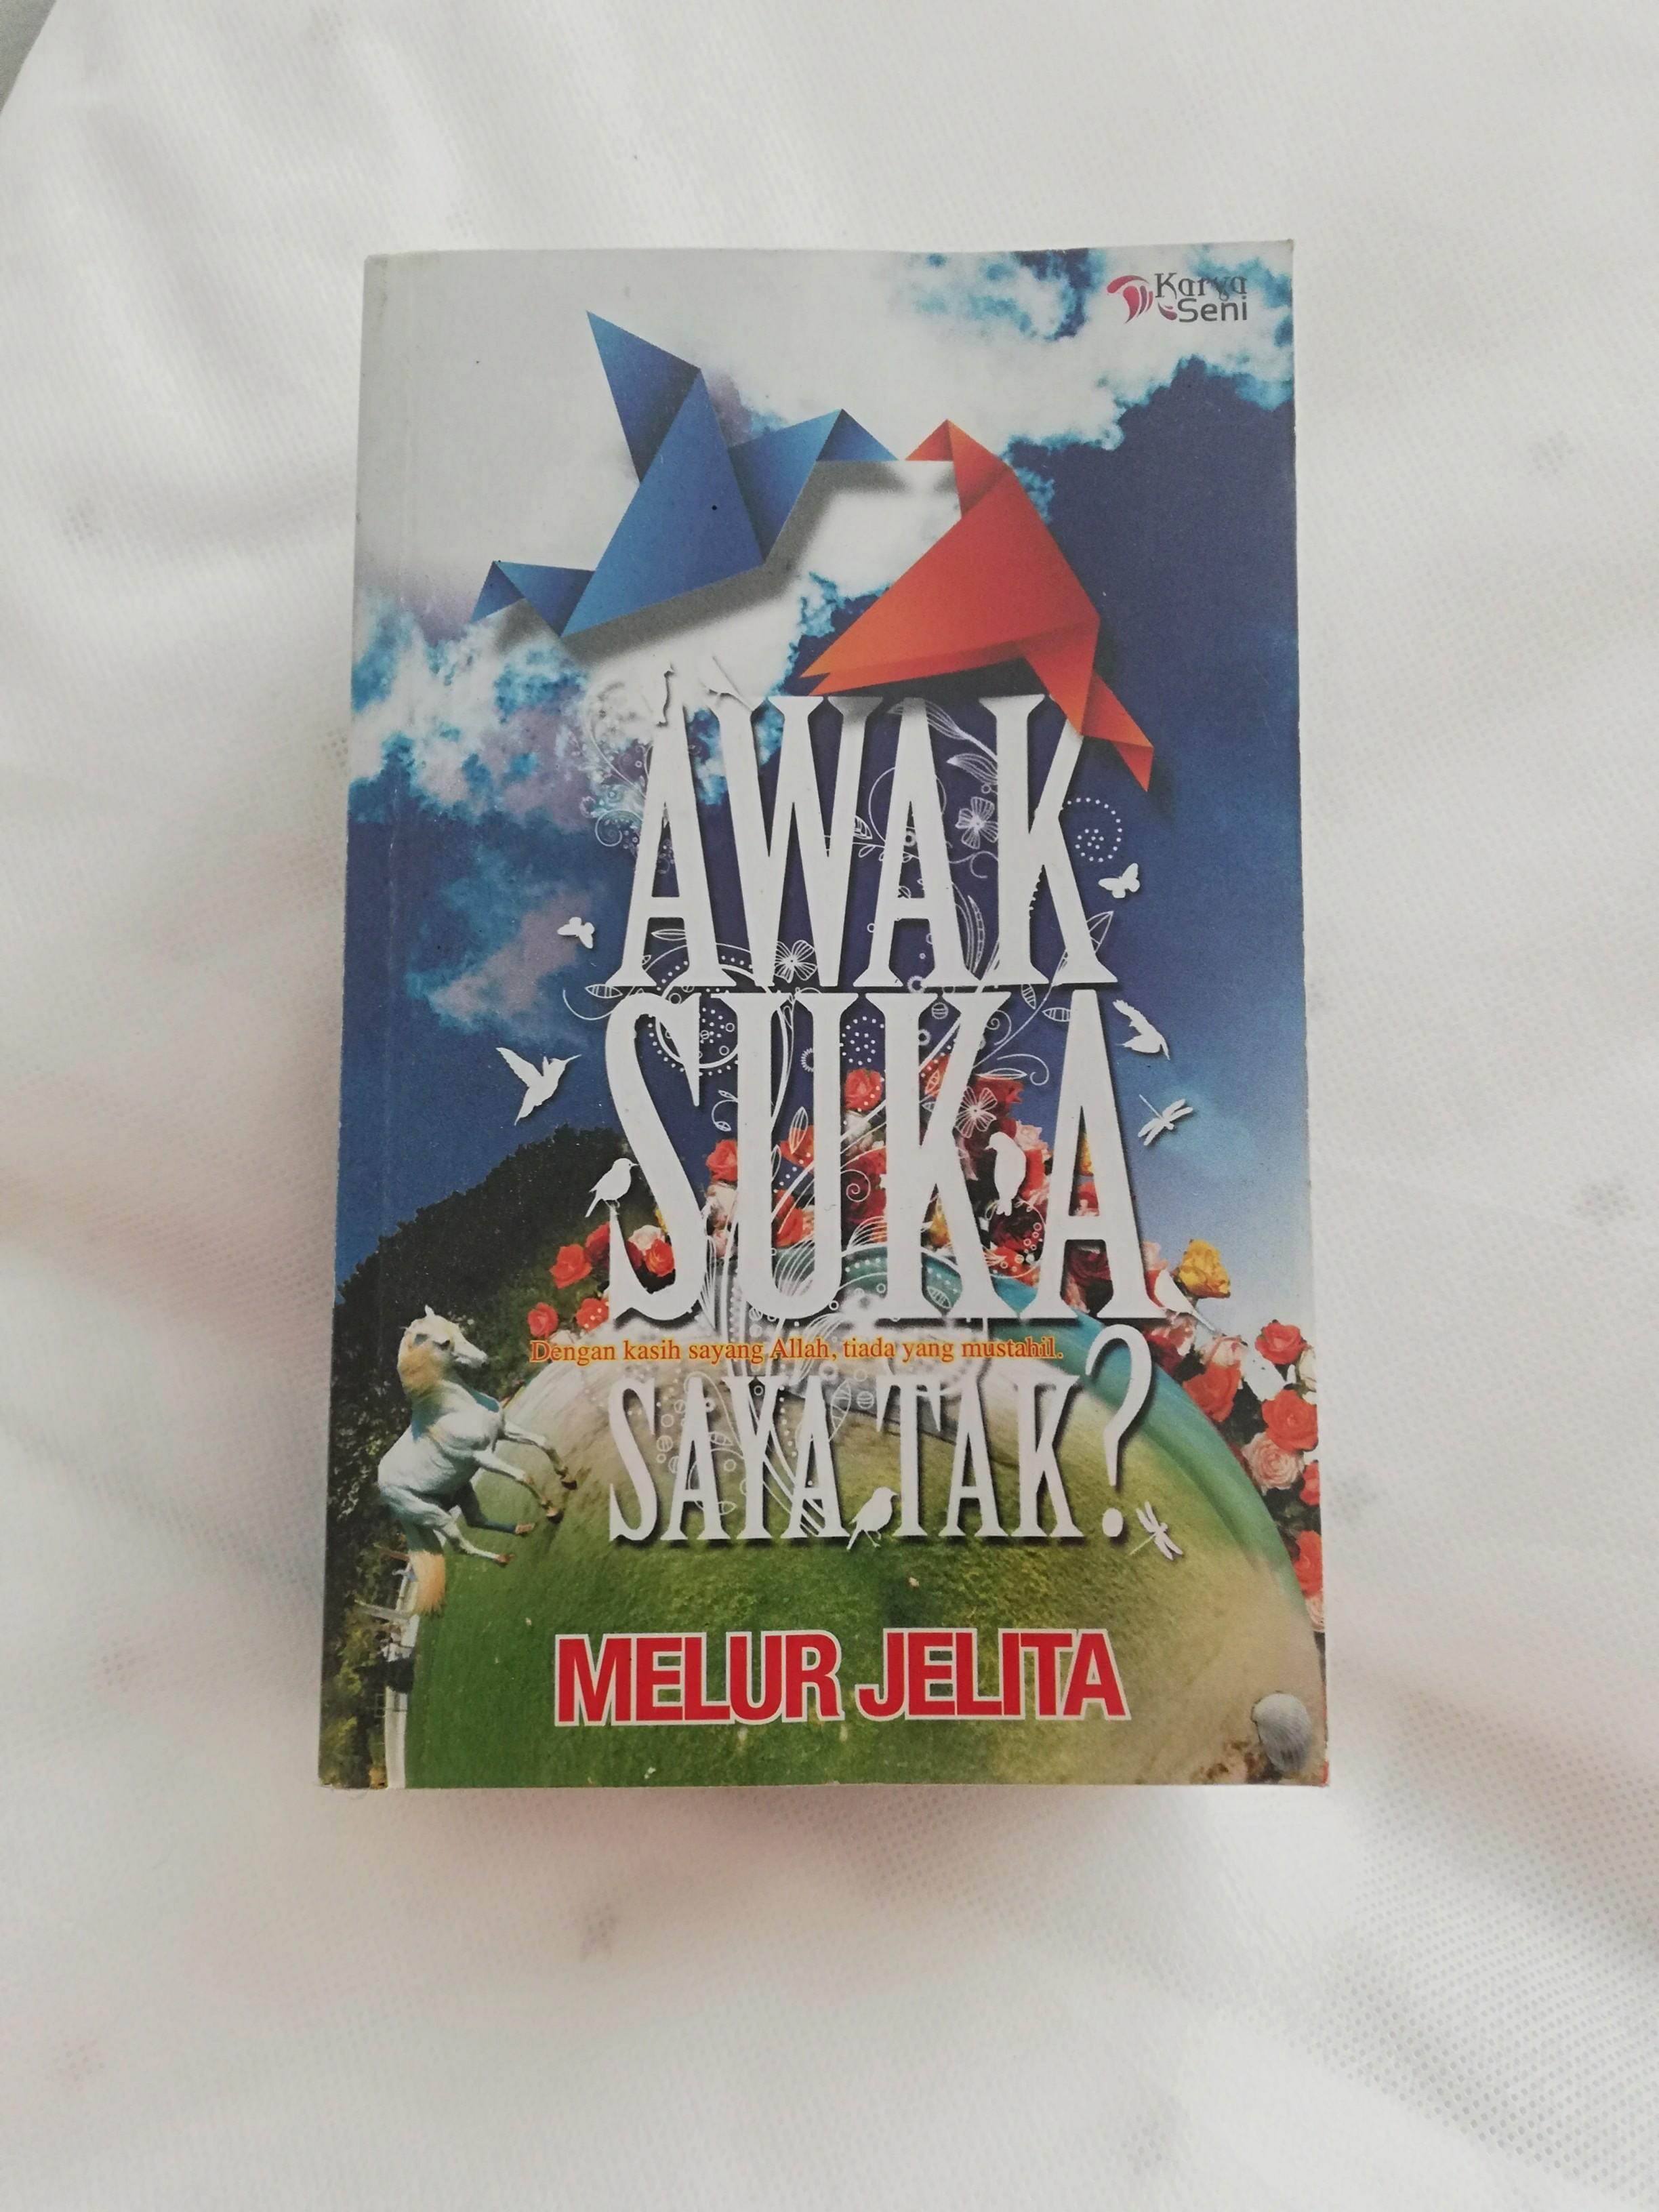 Karya
Seni
AWAK
SUKA
Dengan kasih sayang Allah, tiada yang mustahil.
SAYA TAK?
MELUR JELITA